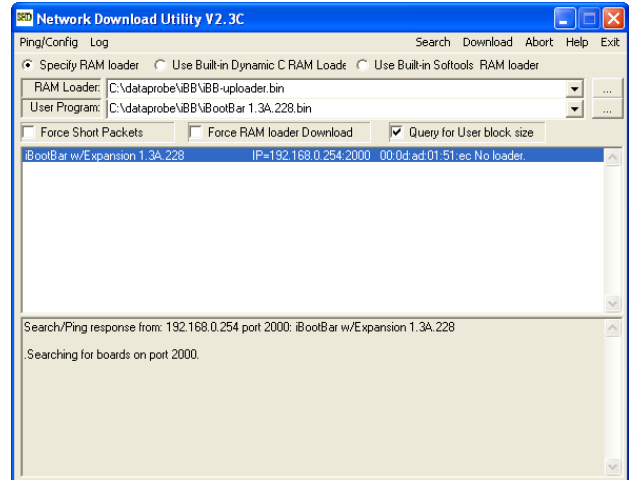 SHD Network Download Utility V2.3C
Ping/Config Log Search Download Abort Help Exit
Specify RAM loader Use Built-in Dynamic C RAM Loade Use Built-in Softools RAM loader
RAM Loader: C:\dataprobe\iBB\iBB-uploader.bin ...
User Program: C:\dataprobe\iBB\iBootBar 1.3A.228.bin ...
Force Short Packets Force RAM loader Download Query for User block size
iBootBar w/Expansion 1.3A.228 IP=192.168.0.254:2000 00:0d:ad:01:51:ec No loader.
Search/Ping response from: 192.168.0.254 port 2000: iBootBar w/Expansion 1.3A.228
.Searching for boards on port 2000.